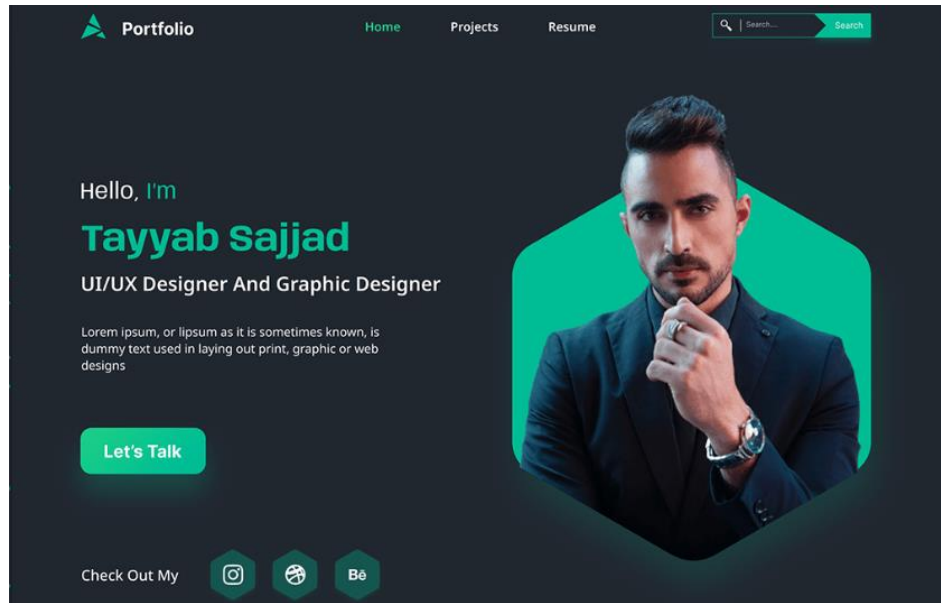 Portfolio
Home
Projects
Resume
Search...
Search
Hello, I'm
Tayyab Sajjad
UI/UX Designer And Graphic Designer
Lorem ipsum, or lipsum as it is sometimes known, is
dummy text used in laying out print, graphic or web
designs
Let's Talk
Check Out My
Bē